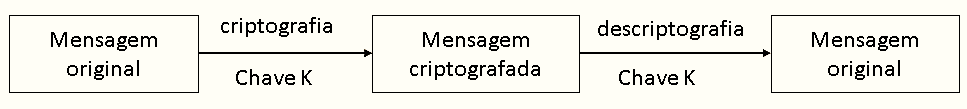 Mensagem
original
criptografia
Chave K
Mensagem
criptografada
descriptografia
Chave K
Mensagem
original